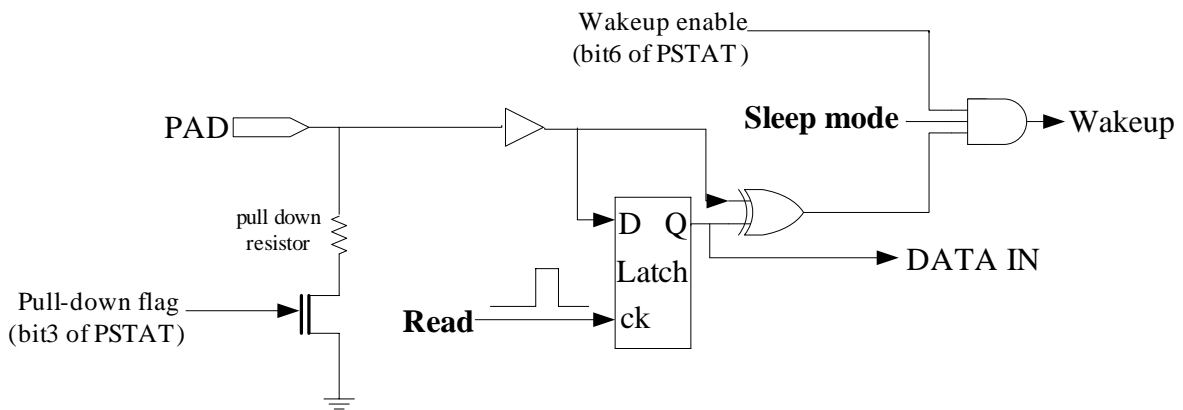 Wakeup enable
(bit6 of PSTAT)
PAD
Sleep mode
Wakeup
pull down
resistor
D Q
Latch
DATA IN
Pull-down flag
(bit3 of PSTAT)
Read
ck